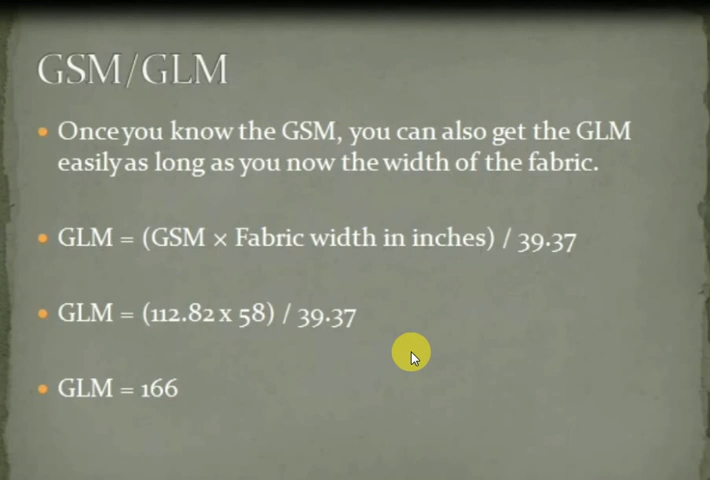 GSM/GLM
• Once you know the GSM, you can also get the GLM
easily as long as you now the width of the fabric.
• GLM = (GSM × Fabric width in inches) / 39.37
• GLM = (112.82 x 58) / 39.37
• GLM = 166